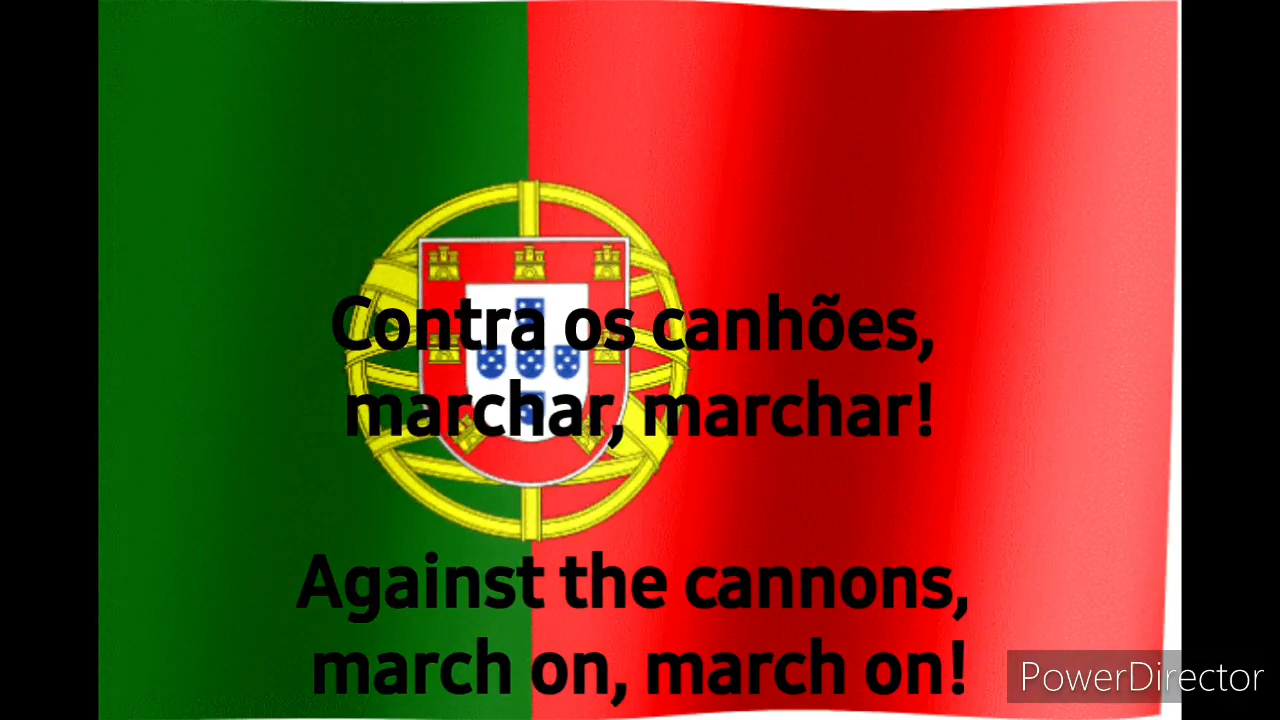 Contra os canhões,
marchar, marchar!
Against the cannons,
march on, march on!
PowerDirector